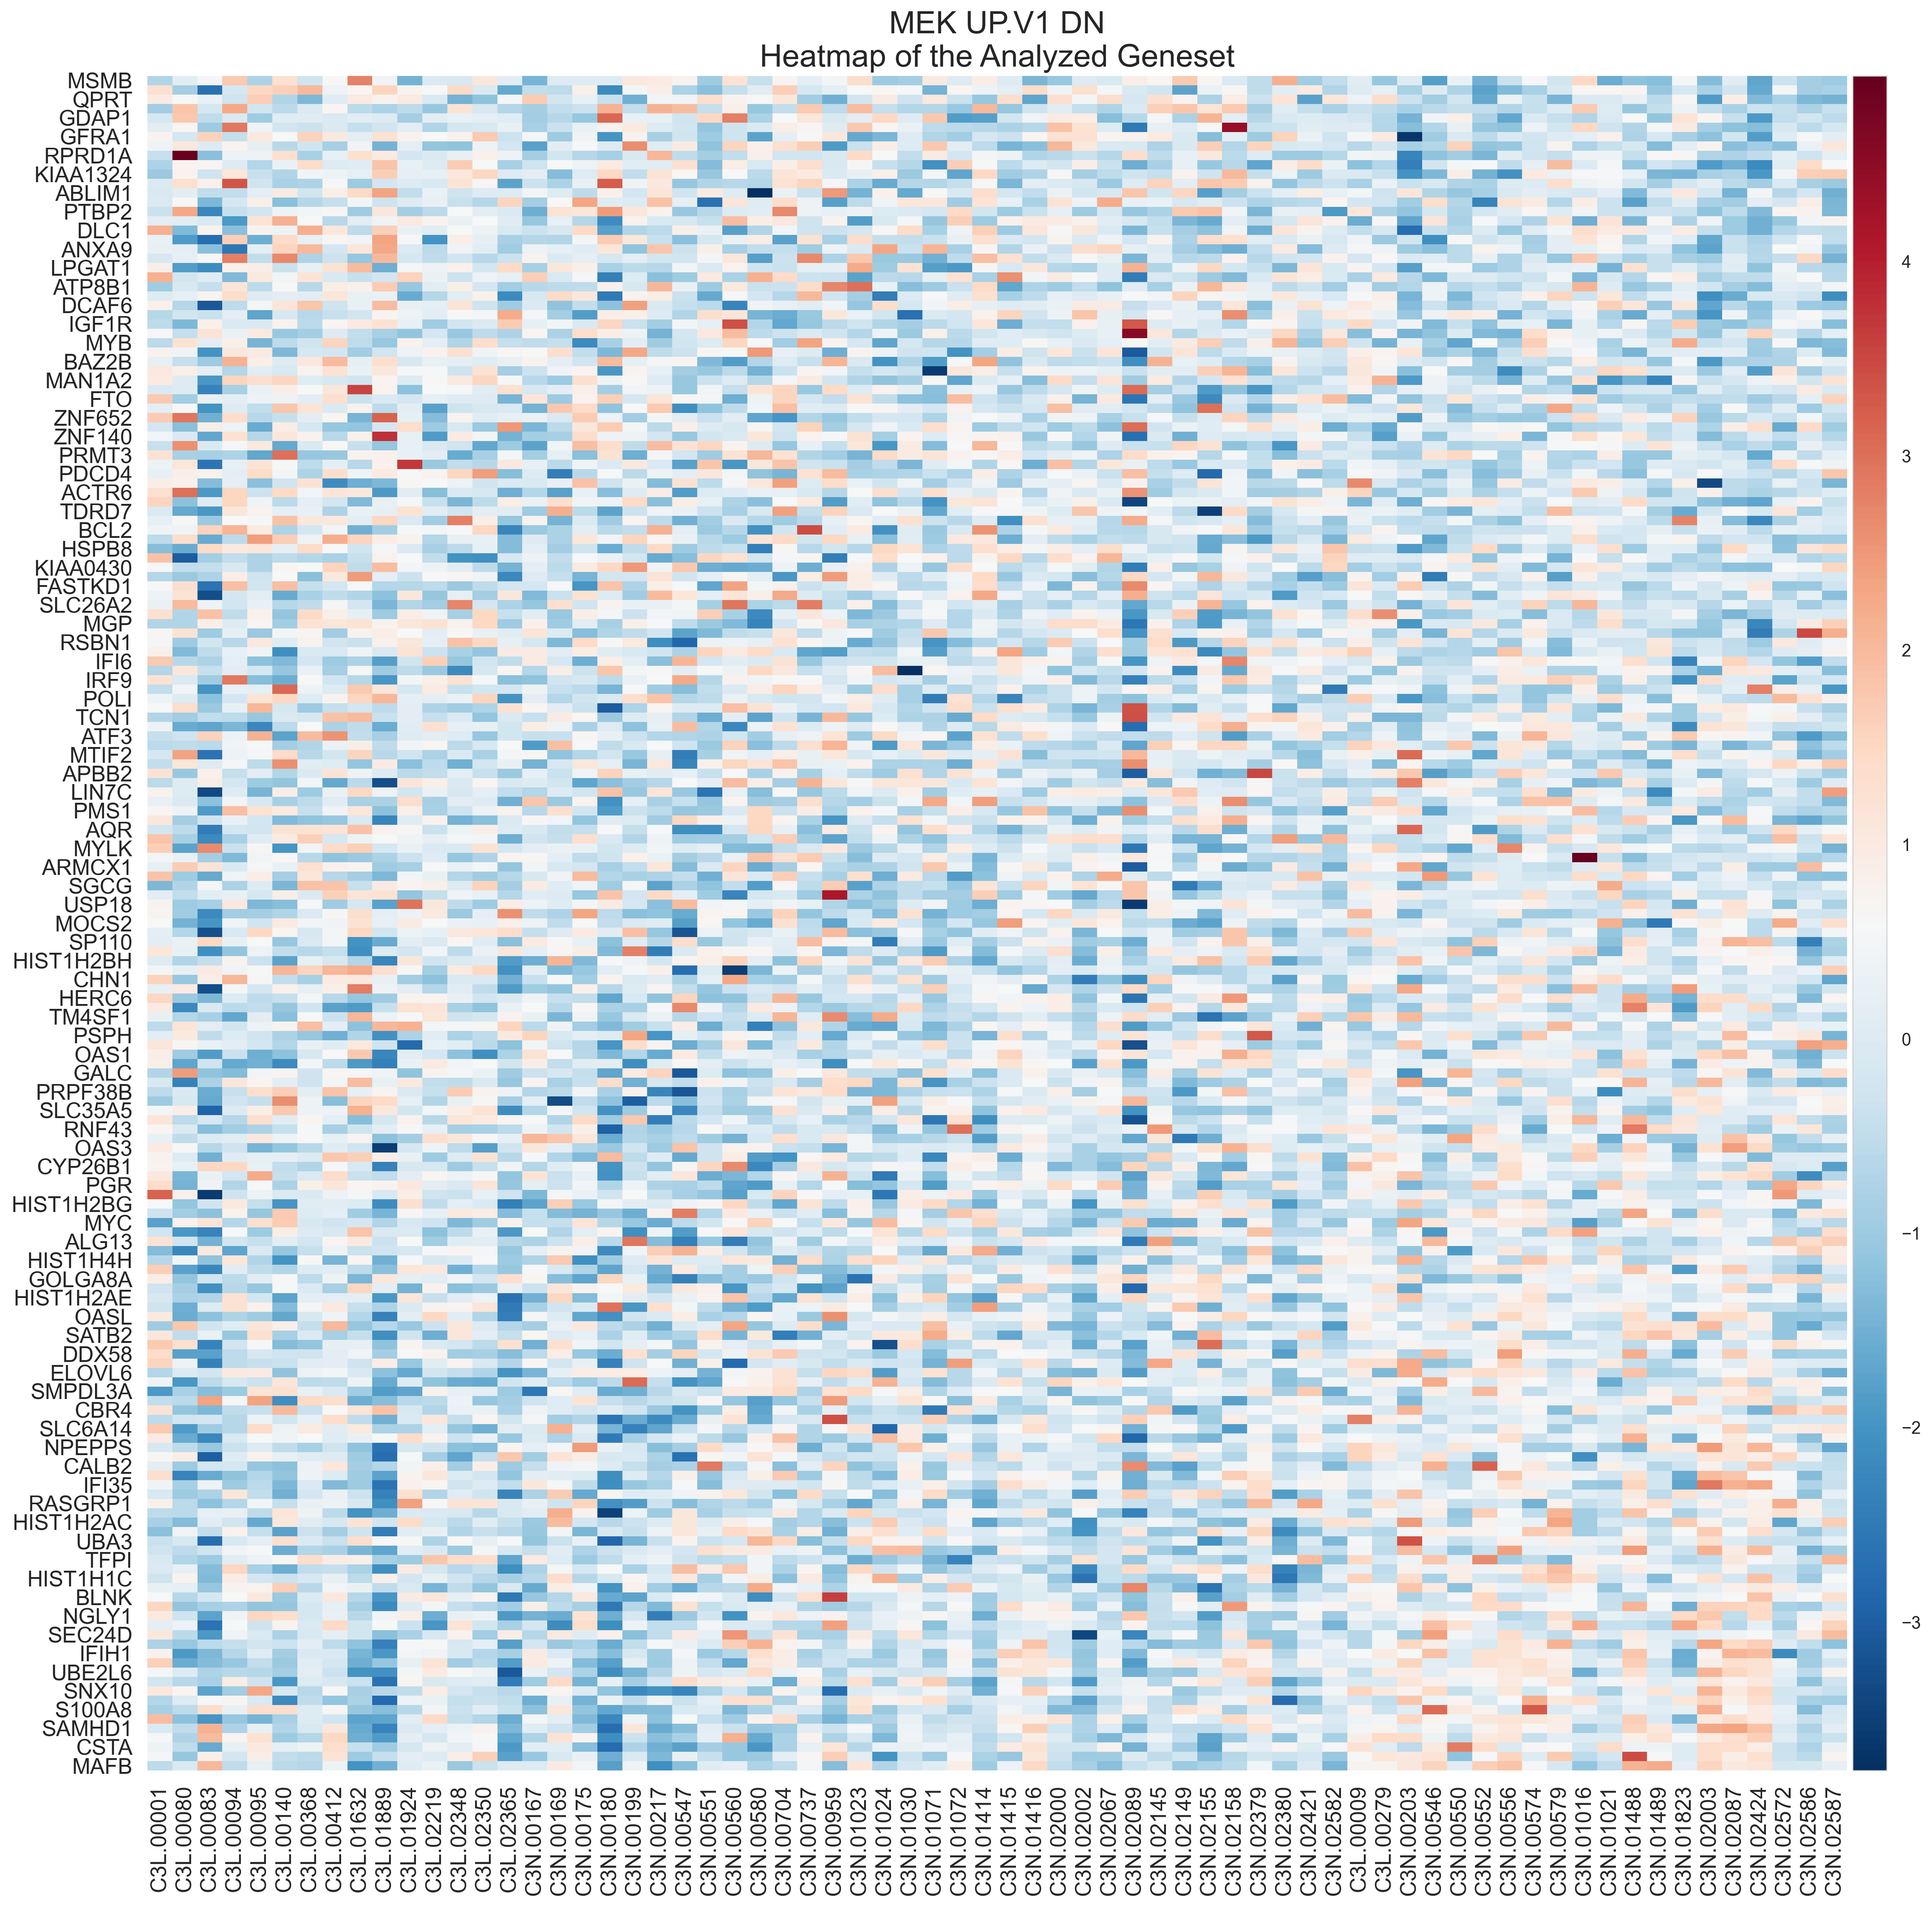 MEK UP.V1 DN
Heatmap of the Analyzed Geneset
MSMB
QPRT
GDAP1
GFRA1
RPRD1A
KIAA1324
ABLIM1
PTBP2
DLC1
ANXA9
LPGAT1
ATP8B1
DCAF6
IGF1R
MYB
BAZ2B
MAN1A2
FTO
ZNF652
ZNF140
PRMT3
PDCD4
ACTR6
TDRD7
BCL2
HSPB8
KIAA0430
FASTKD1
SLC26A2
MGP
RSBN1
IFI6
IRF9
POLI
TCN1
ATF3
MTIF2
APBB2
LIN7C
PMS1
AQR
MYLK
ARMCX1
SGCG
USP18
MOCS2
SP110
HIST1H2BH
CHN1
HERC6
TM4SF1
PSPH
OAS1
GALC
PRPF38B
SLC35A5
RNF43
OAS3
CYP26B1
PGR
HIST1H2BG
MYC
ALG13
HIST1H4H
GOLGA8A
HIST1H2AE
OASL
SATB2
DDX58
ELOVL6
SMPDL3A
CBR4
SLC6A14
NPEPPS
CALB2
IFI35
RASGRP1
HIST1H2AC
UBA3
TFPI
HIST1H1C
BLNK
NGLY1
SEC24D
IFIH1
UBE2L6
SNX10
S100A8
SAMHD1
CSTA
MAFB
C3L.00001
C3L.00080
C3L.00083
C3L.00094
C3L.00095
C3L.00140
C3L.00368
C3L.00412
C3L.01632
C3L.01889
C3L.01924
C3L.02219
C3L.02348
C3L.02350
C3L.02365
C3N.00167
C3N.00169
C3N.00175
C3N.00180
C3N.00199
C3N.00217
C3N.00547
C3N.00551
C3N.00560
C3N.00580
C3N.00704
C3N.00737
C3N.00959
C3N.01023
C3N.01024
C3N.01030
C3N.01071
C3N.01072
C3N.01414
C3N.01415
C3N.01416
C3N.02000
C3N.02002
C3N.02067
C3N.02089
C3N.02145
C3N.02149
C3N.02155
C3N.02158
C3N.02379
C3N.02380
C3N.02421
C3N.02582
C3L.00009
C3L.00279
C3N.00203
C3N.00546
C3N.00550
C3N.00552
C3N.00556
C3N.00574
C3N.00579
C3N.01016
C3N.01021
C3N.01488
C3N.01489
C3N.01823
C3N.02003
C3N.02087
C3N.02424
C3N.02572
C3N.02586
C3N.02587
4
3
2
1
0
−1
−2
−3